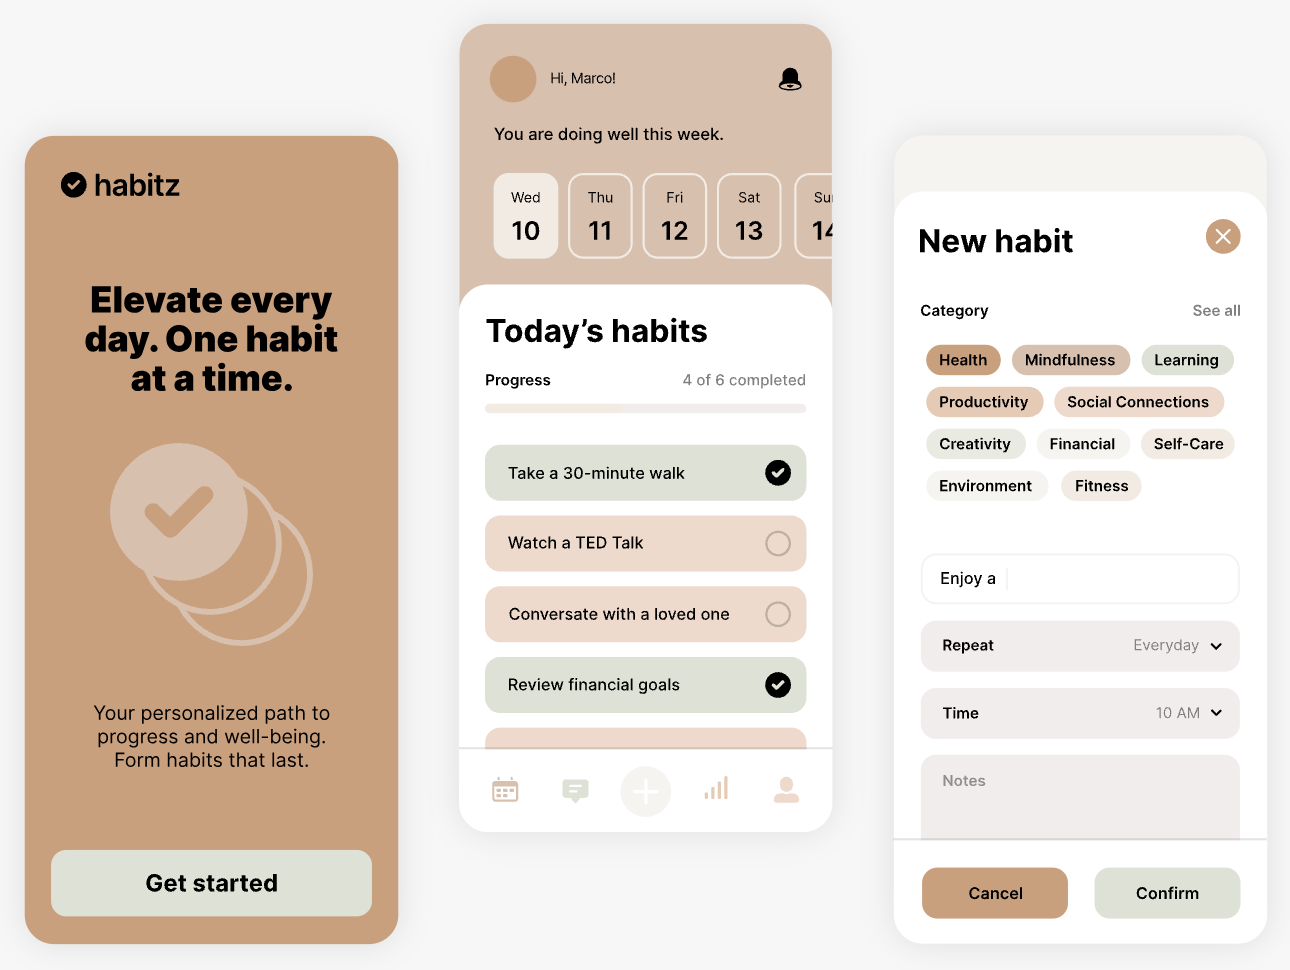 habitz
Elevate every
day. One habit
at a time.
Your personalized path to
progress and well-being.
Form habits that last.
Get started
Hi, Marco!
You are doing well this week.
Wed Thu Fri Sat Sun
10 11 12 13 14
Today’s habits
Progress 4 of 6 completed
Take a 30-minute walk
Watch a TED Talk
Conversate with a loved one
Review financial goals
New habit
Category See all
Health Mindfulness Learning
Productivity Social Connections
Creativity Financial Self-Care
Environment Fitness
Enjoy a
Repeat Everyday
Time 10 AM
Notes
Cancel Confirm